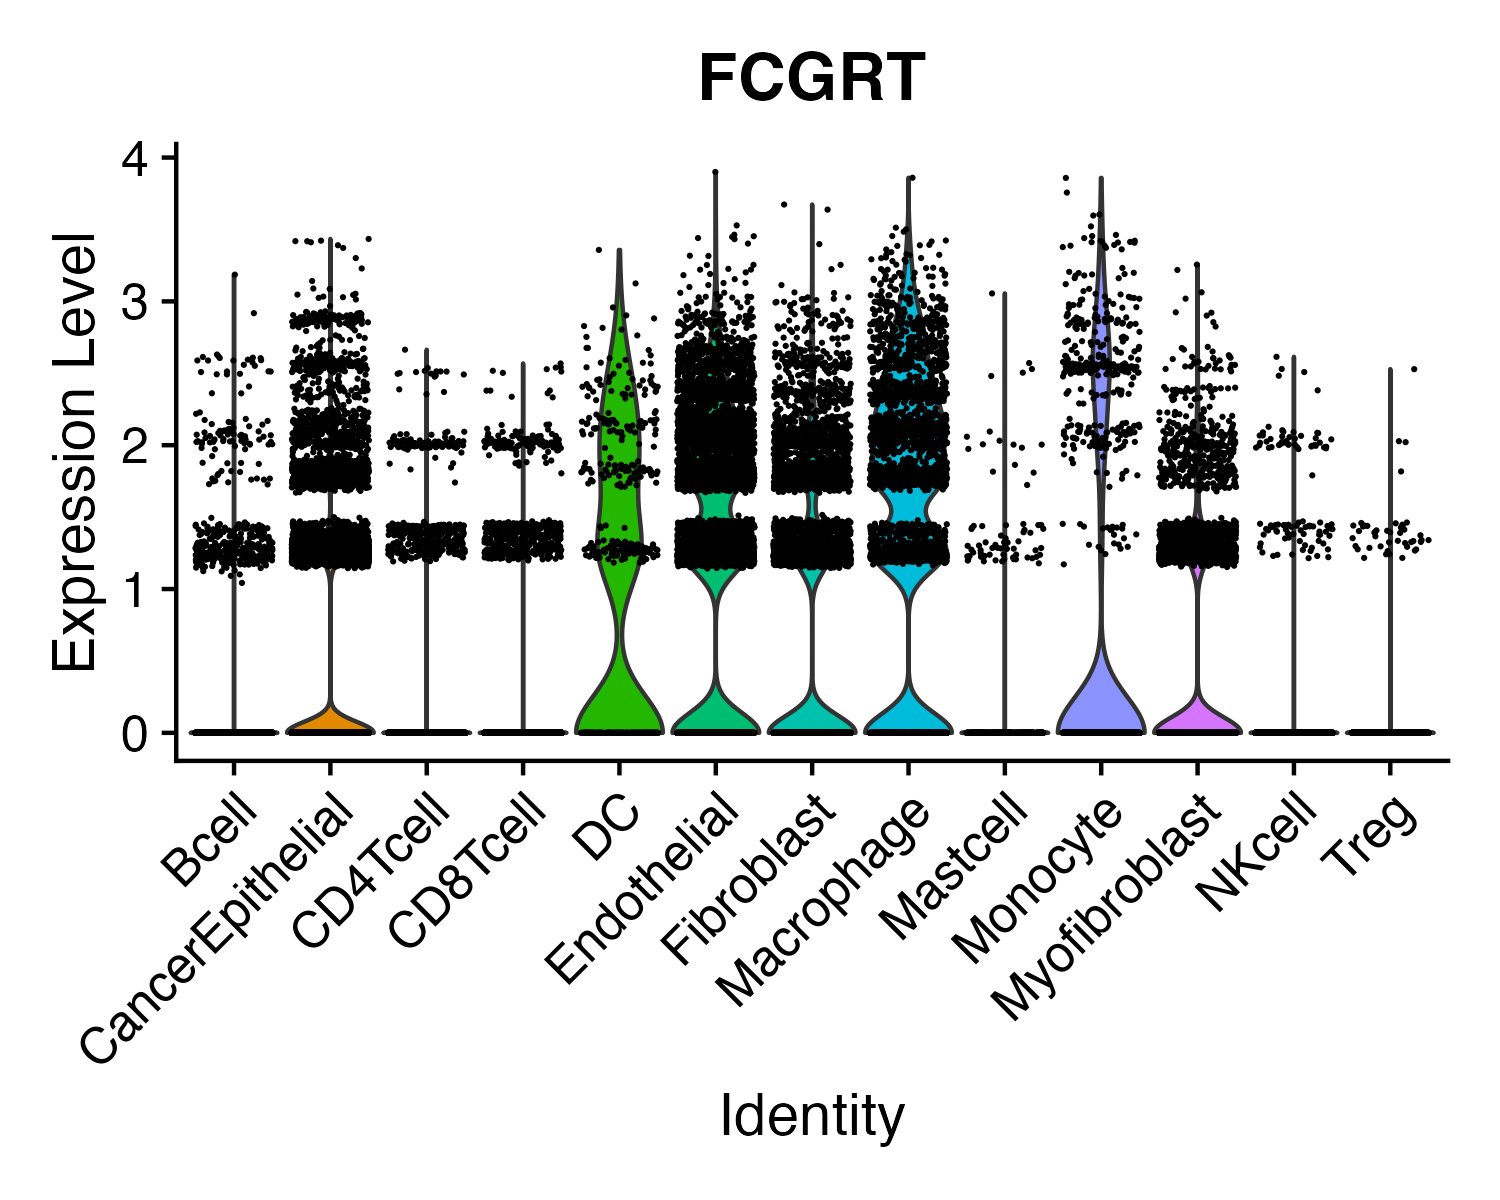 FCGRT
Expression Level
4
3
2
1
0
Bcell
CancerEpithelial
CD4Tcell
CD8Tcell
DC
Endothelial
Fibroblast
Macrophage
Mastcell
Monocyte
Myofibroblast
NKcell
Treg
Identity